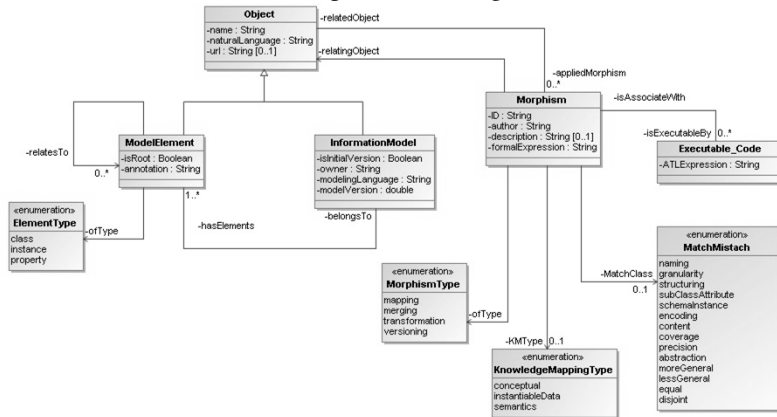 Object
-name : String
-naturalLanguage : String
-url : String [0..1]
-relatedObject
-relatingObject
-appliedMorphism
0..*
Morphism
-ID : String
-author : String
-description : String [0..1]
-formalExpression : String
-isAssociateWith
-isExecutableBy
0..*
Executable_Code
-ATLExpression : String
-relatesTo
0..*
ModelElement
-isRoot : Boolean
-annotation : String
1..*
InformationModel
-isInitialVersion : Boolean
-owner : String
-modelingLanguage : String
-modelVersion : double
-belongsTo
-hasElements
«enumeration»
ElementType
class
instance
property
-ofType
«enumeration»
MorphismType
mapping
merging
transformation
versioning
-ofType
-KMType
0..1
«enumeration»
KnowledgeMappingType
conceptual
instantiableData
semantics
-MatchClass
0..1
«enumeration»
MatchMistach
naming
granularity
structuring
subClassAttribute
schemaInstance
encoding
content
coverage
precision
abstraction
moreGeneral
lessGeneral
equal
disjoint